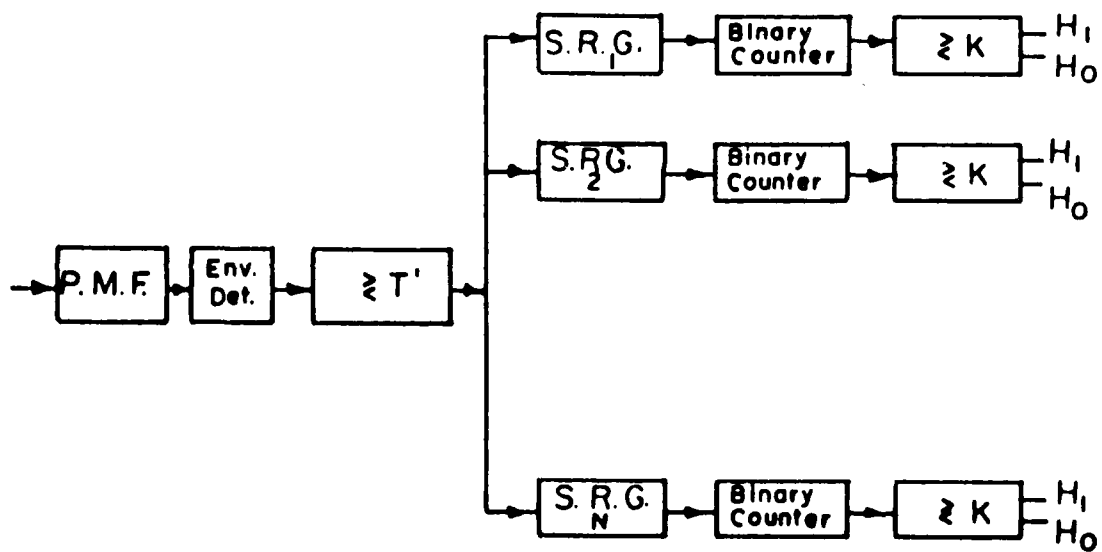 S. R. G.
1
Binary
Counter
≷ K
H1
H0
S.R.G.
2
Binary
Counter
≷ K
H1
H0
P. M. F.
Env.
Det.
≷ T'
S. R. G.
N
Binary
Counter
≷ K
H1
H0